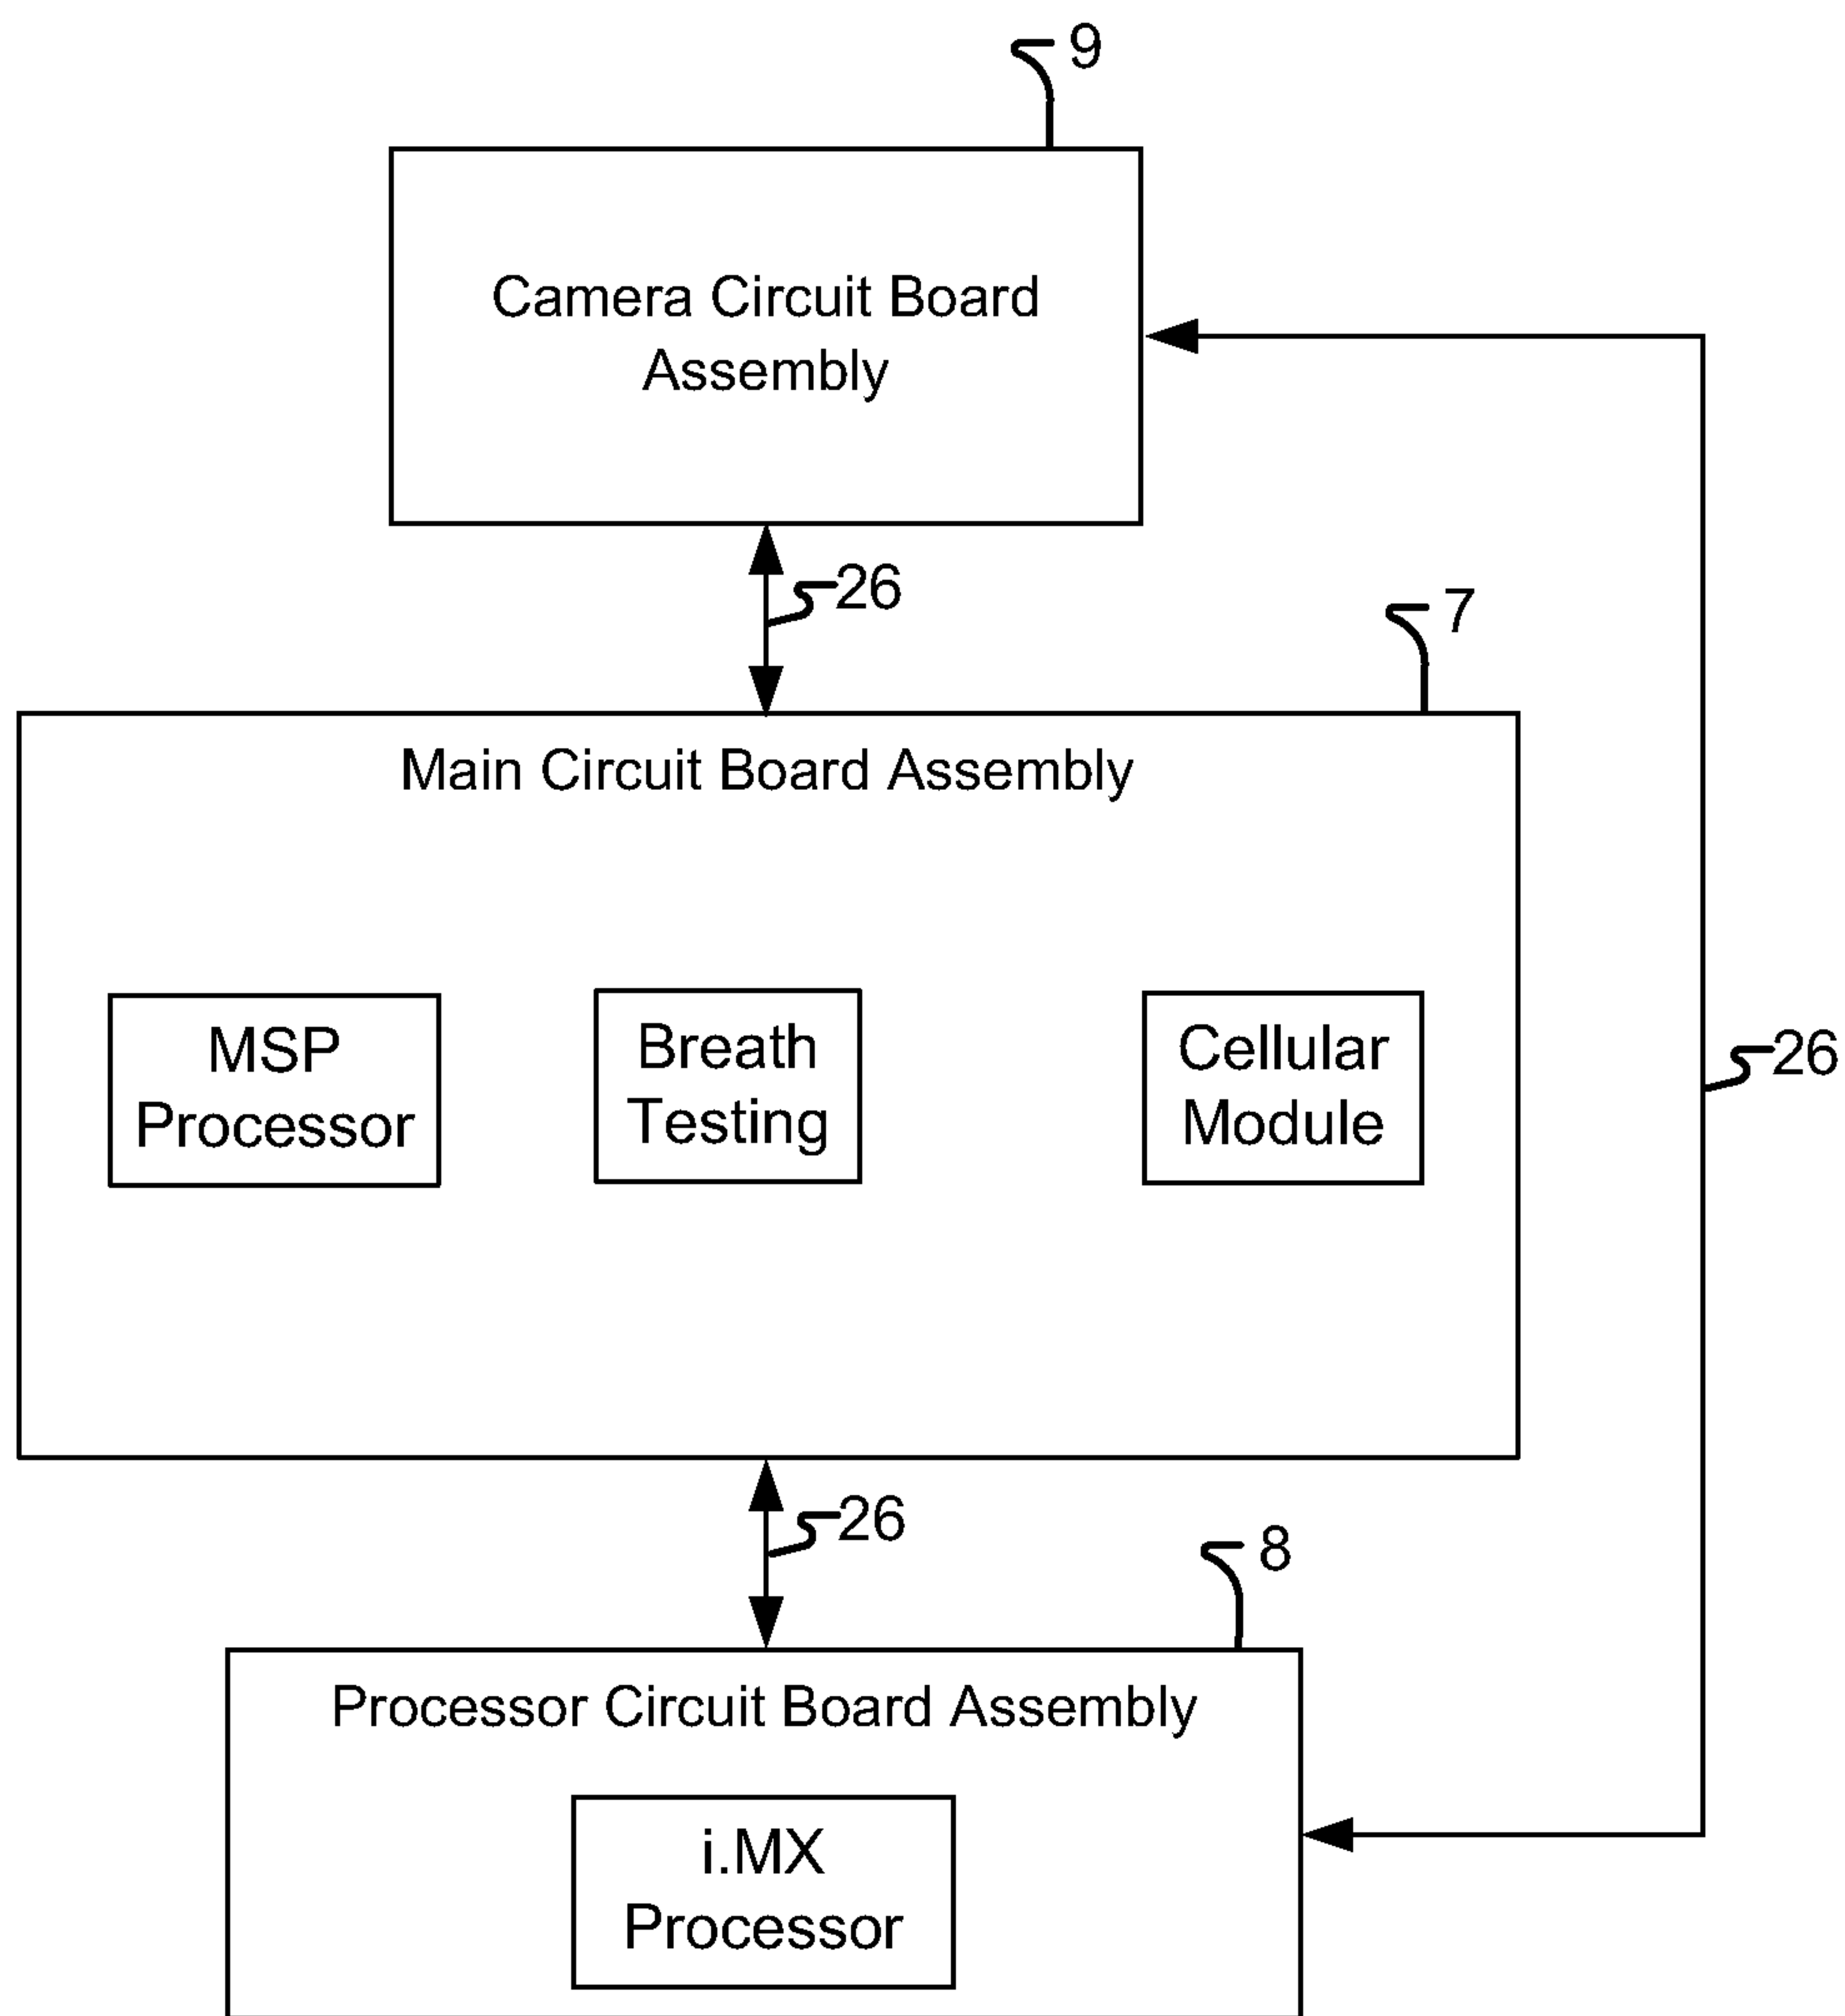 9
Camera Circuit Board
Assembly
26
7
Main Circuit Board Assembly
MSP
Processor
Breath
Testing
Cellular
Module
26
26
8
Processor Circuit Board Assembly
i.MX
Processor